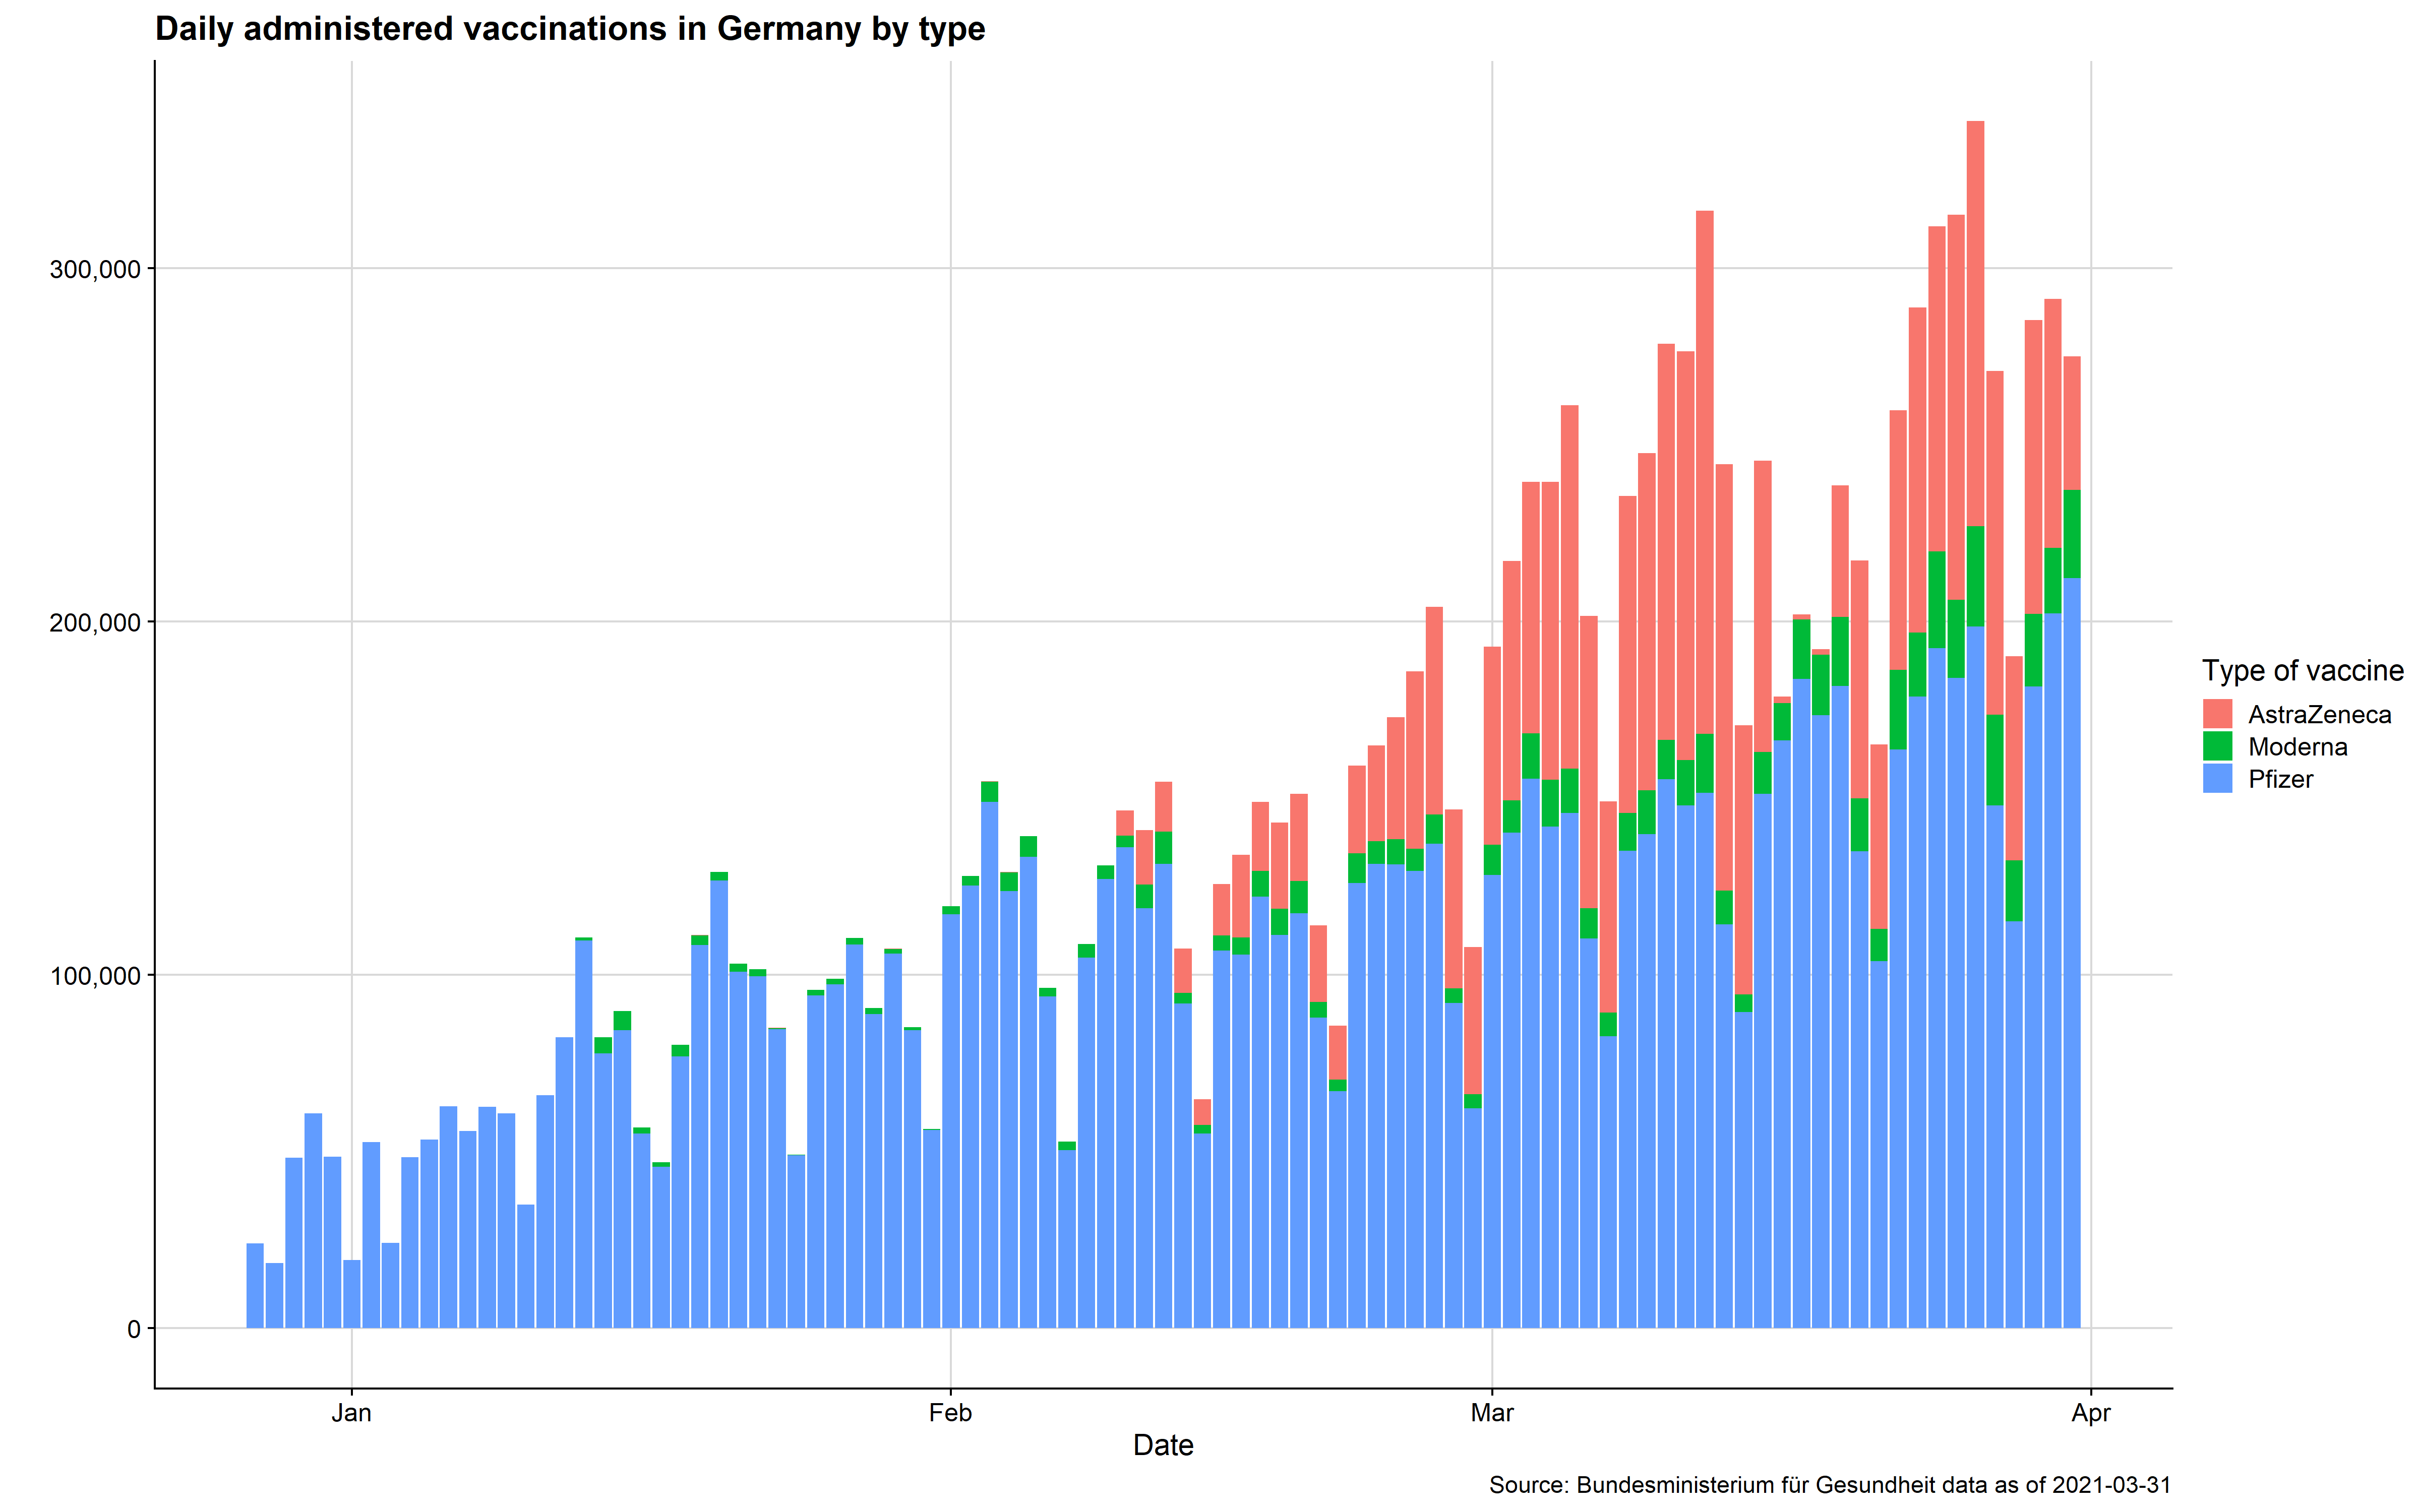 Daily administered vaccinations in Germany by type
300,000
200,000
100,000
0
Jan
Feb
Mar
Apr
Date
Type of vaccine
AstraZeneca
Moderna
Pfizer
Source: Bundesministerium für Gesundheit data as of 2021-03-31